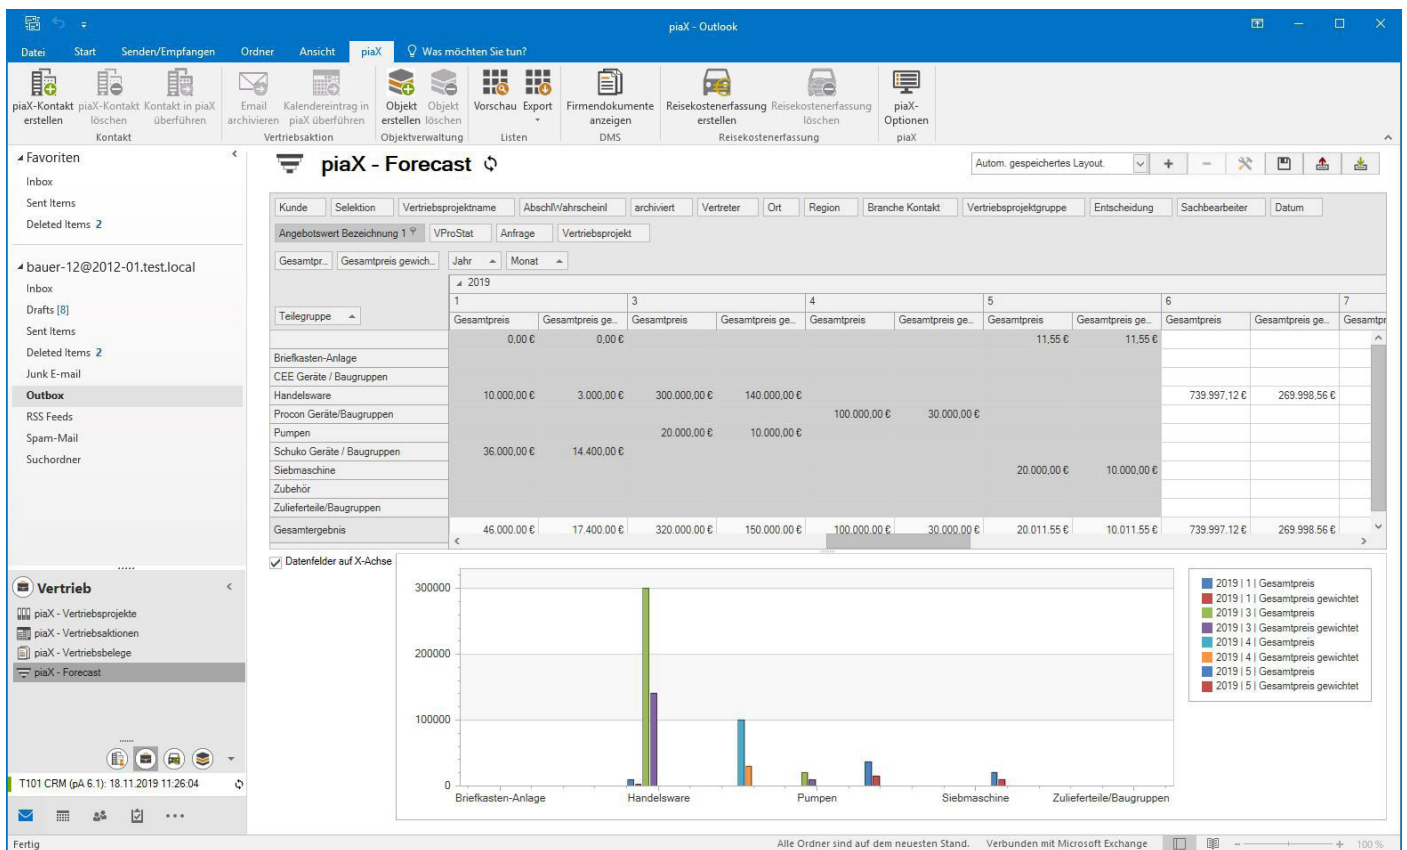 piaX - Outlook
Datei Start Senden/Empfangen Ordner Ansicht piaX Was möchten Sie tun?
piaX-Kontakt erstellen
piaX-Kontakt löschen
Kontakt in piaX überführen
Email archivieren
Kalendereintrag in piaX überführen
Objekt erstellen
Objekt löschen
Vorschau Export
Firmendokumente anzeigen
Reisekostenerfassung erstellen
Reisekostenerfassung löschen
piaX-Optionen
Kontakt Vertriebsaktion Objektverwaltung Listen DMS Reisekostenerfassung piaX
Favoriten
Inbox
Sent Items
Deleted Items 2
bauer-12@2012-01.test.local
Inbox
Drafts [8]
Sent Items
Deleted Items 2
Junk E-mail
Outbox
RSS Feeds
Spam-Mail
Suchordner
Vertrieb
piaX - Vertriebsprojekte
piaX - Vertriebsaktionen
piaX - Vertriebsbelege
piaX - Forecast
T101 CRM (pA 6.1): 18.11.2019 11:26:04
piaX - Forecast
Autom. gespeichertes Layout.
Kunde Selektion Vertriebsprojektname AbschlWahrscheinl archiviert Vertreter Ort Region Branche Kontakt Vertriebsprojektgruppe Entscheidung Sachbearbeiter Datum
Angebotswert Bezeichnung 1 VProStat Anfrage Vertriebsprojekt
Gesamtpr.. Gesamtpreis gewich.. Jahr Monat
2019
1 3 4 5 6 7
Teilegruppe Gesamtpreis Gesamtpreis ge... Gesamtpreis Gesamtpreis ge... Gesamtpreis Gesamtpreis ge... Gesamtpreis Gesamtpreis ge... Gesamtpreis Gesamtpreis ge... Gesamtpr
0,00 € 0,00 € 11,55 € 11,55 €
Briefkasten-Anlage
CEE Geräte / Baugruppen
Handelsware 10.000,00 € 3.000,00 € 300.000,00 € 140.000,00 € 739.997,12 € 269.998,56 €
Procon Geräte/Baugruppen 100.000,00 € 30.000,00 €
Pumpen 20.000,00 € 10.000,00 €
Schuko Geräte / Baugruppen 36.000,00 € 14.400,00 €
Siebmaschine 20.000,00 € 10.000,00 €
Zubehör
Zulieferteile/Baugruppen
Gesamtergebnis 46.000,00 € 17.400,00 € 320.000,00 € 150.000,00 € 100.000,00 € 30.000,00 € 20.011,55 € 10.011,55 € 739.997,12 € 269.998,56 €
Datenfelder auf X-Achse
300000
200000
100000
0
Briefkasten-Anlage Handelsware Pumpen Siebmaschine Zulieferteile/Baugruppen
2019 | 1 | Gesamtpreis
2019 | 1 | Gesamtpreis gewichtet
2019 | 3 | Gesamtpreis
2019 | 3 | Gesamtpreis gewichtet
2019 | 4 | Gesamtpreis
2019 | 4 | Gesamtpreis gewichtet
2019 | 5 | Gesamtpreis
2019 | 5 | Gesamtpreis gewichtet
Fertig Alle Ordner sind auf dem neuesten Stand. Verbunden mit Microsoft Exchange 100 %